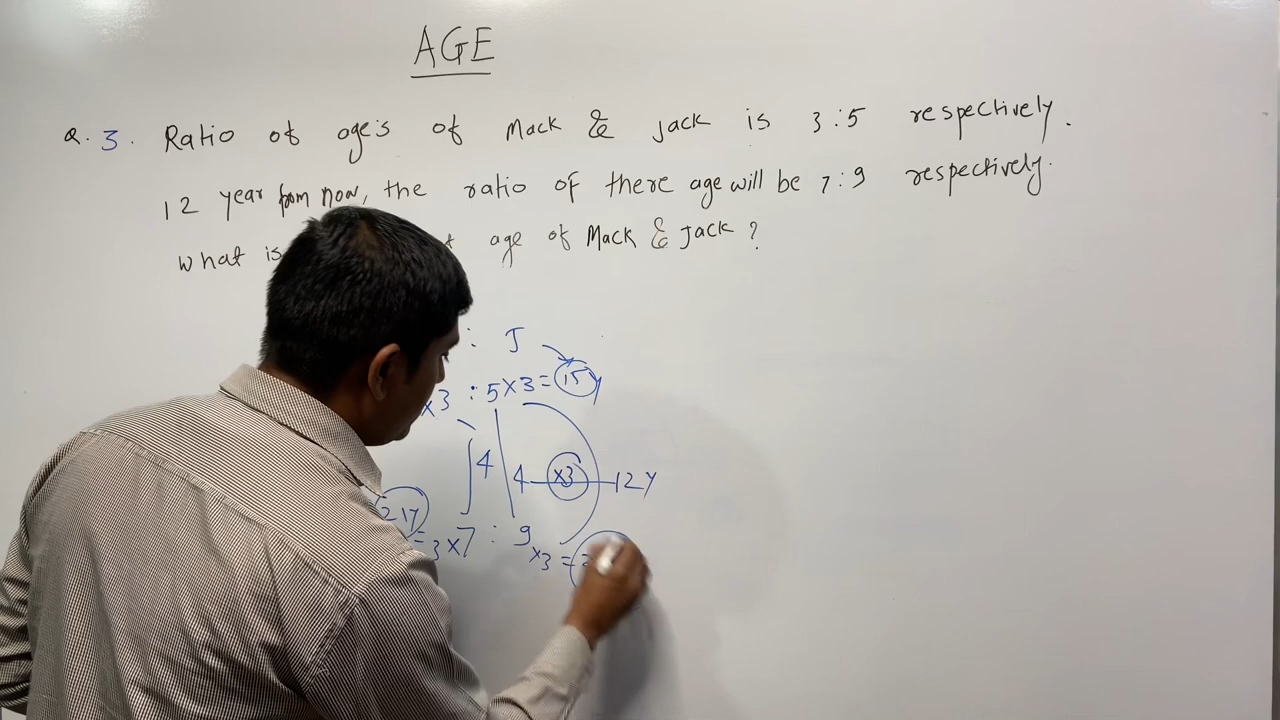 AGE
Q. 3. Ratio of age's of Mack & Jack is 3:5 respectively.
12 year from now, the ratio of there age will be 7:9 respectively.
what is age of Mack & Jack ?
: J
x3 : 5x3 = 15y
4 4 x3 12y
21y
= 3x7 : 9
x3 =